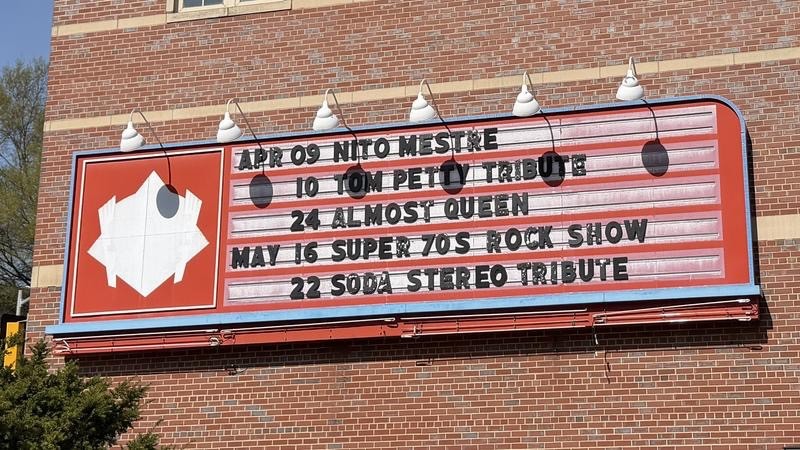 APR 09 NITO MESTRE
10 TOM PETTY TRIBUTE
24 ALMOST QUEEN
MAY 16 SUPER 70S ROCK SHOW
22 SODA STEREO TRIBUTE